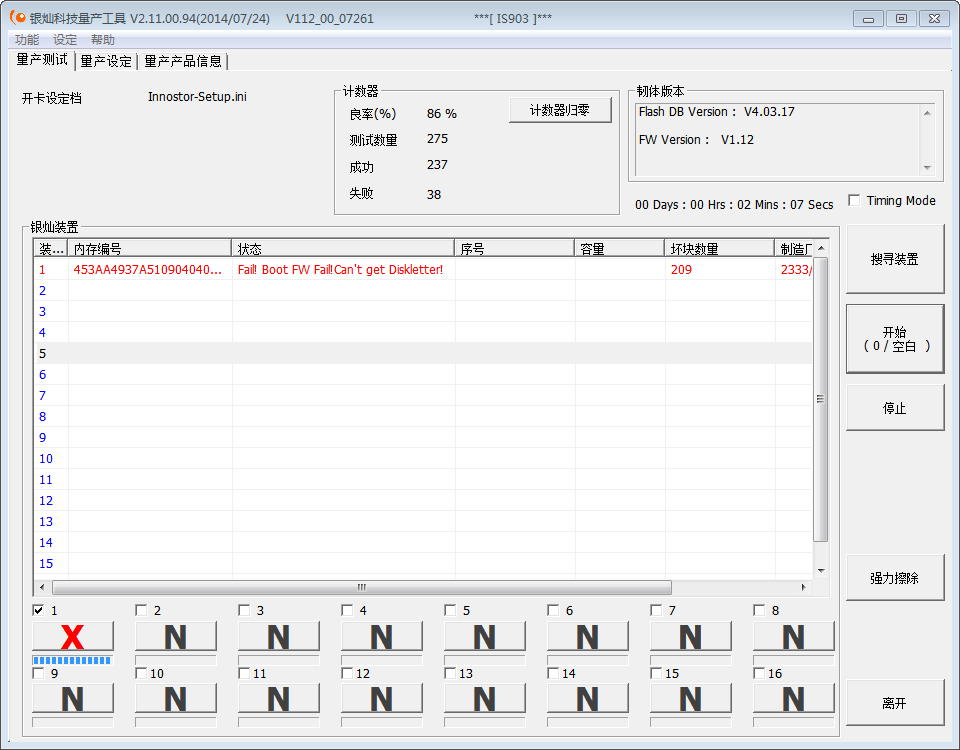 银灿科技量产工具 V2.11.00.94(2014/07/24) V112_00_07261 ***[ IS903 ]***
功能 设定 帮助
量产测试 量产设定 量产产品信息
开卡设定档 Innostor-Setup.ini
计数器
良率(%) 86 %
计数器归零
测试数量 275
成功 237
失败 38
韧体版本
Flash DB Version : V4.03.17
FW Version : V1.12
00 Days : 00 Hrs : 02 Mins : 07 Secs
Timing Mode
银灿装置
装... 内存编号 状态 序号 容量 坏块数量 制造厂
1 453AA4937A510904040... Fail! Boot FW Fail!Can't get Diskletter! 209 2333/
2
3
4
5
6
7
8
9
10
11
12
13
14
15
搜寻装置
开始
( 0 / 空白 )
停止
强力擦除
离开
1 2 3 4 5 6 7 8
X N N N N N N N
9 10 11 12 13 14 15 16
N N N N N N N N